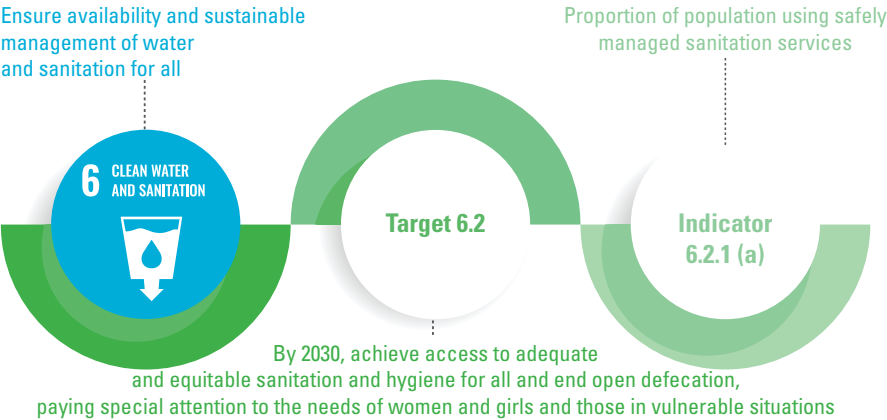 Ensure availability and sustainable
management of water
and sanitation for all
Proportion of population using safely
managed sanitation services
6 CLEAN WATER
AND SANITATION
Target 6.2
Indicator
6.2.1 (a)
By 2030, achieve access to adequate
and equitable sanitation and hygiene for all and end open defecation,
paying special attention to the needs of women and girls and those in vulnerable situations